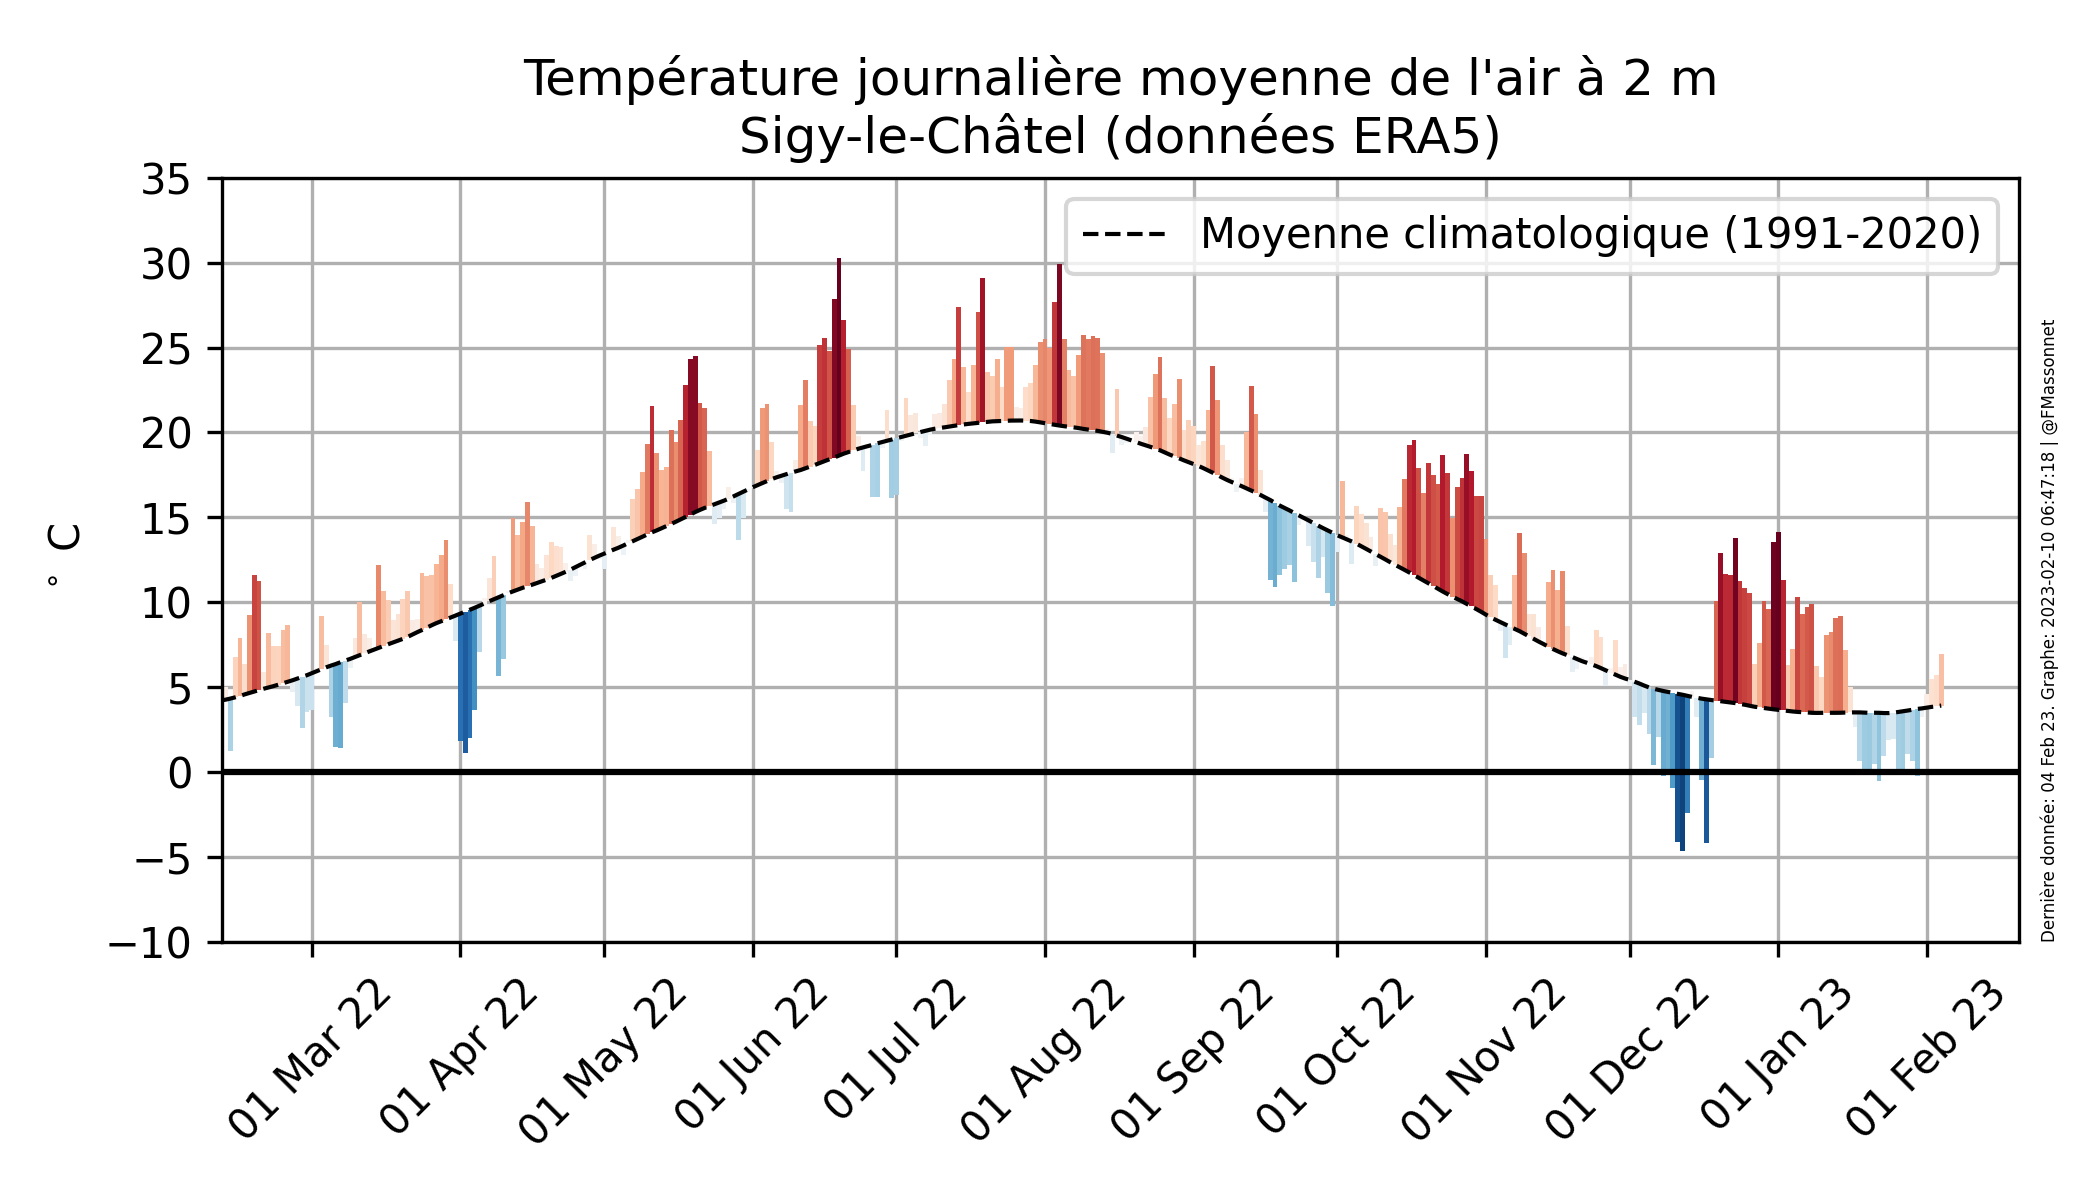 Température journalière moyenne de l'air à 2 m
Sigy-le-Châtel (données ERA5)
35
30
25
20
15
10
5
0
−5
−10
° C
Moyenne climatologique (1991-2020)
01 Mar 22
01 Apr 22
01 May 22
01 Jun 22
01 Jul 22
01 Aug 22
01 Sep 22
01 Oct 22
01 Nov 22
01 Dec 22
01 Jan 23
01 Feb 23
Dernière donnée: 04 Feb 23. Graphe: 2023-02-10 06:47:18 | @FMassonnet